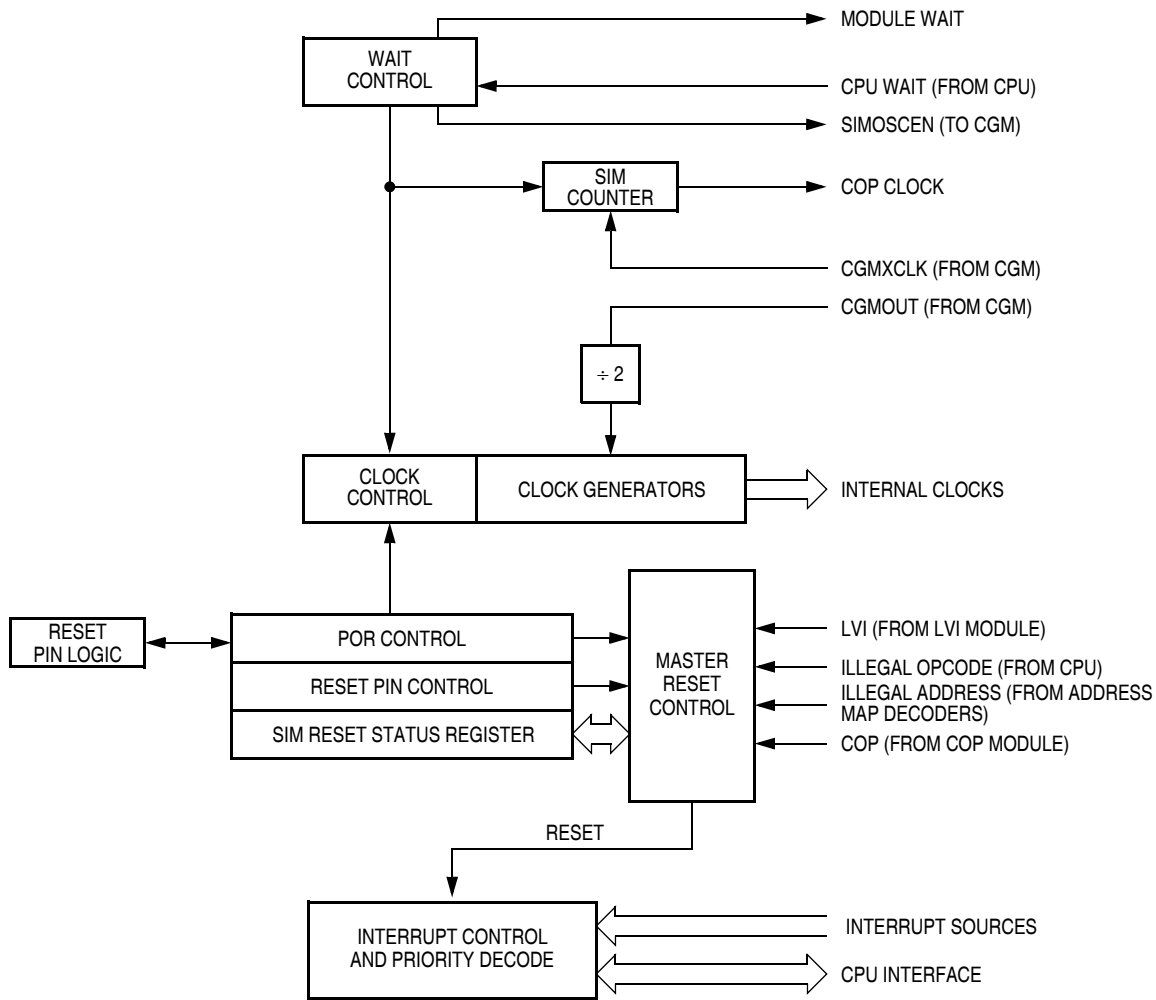 MODULE WAIT
WAIT
CONTROL
CPU WAIT (FROM CPU)
SIMOSCEN (TO CGM)
SIM
COUNTER
COP CLOCK
CGMXCLK (FROM CGM)
CGMOUT (FROM CGM)
÷ 2
CLOCK
CONTROL
CLOCK GENERATORS
INTERNAL CLOCKS
RESET
PIN LOGIC
POR CONTROL
RESET PIN CONTROL
SIM RESET STATUS REGISTER
MASTER
RESET
CONTROL
LVI (FROM LVI MODULE)
ILLEGAL OPCODE (FROM CPU)
ILLEGAL ADDRESS (FROM ADDRESS
MAP DECODERS)
COP (FROM COP MODULE)
RESET
INTERRUPT CONTROL
AND PRIORITY DECODE
INTERRUPT SOURCES
CPU INTERFACE